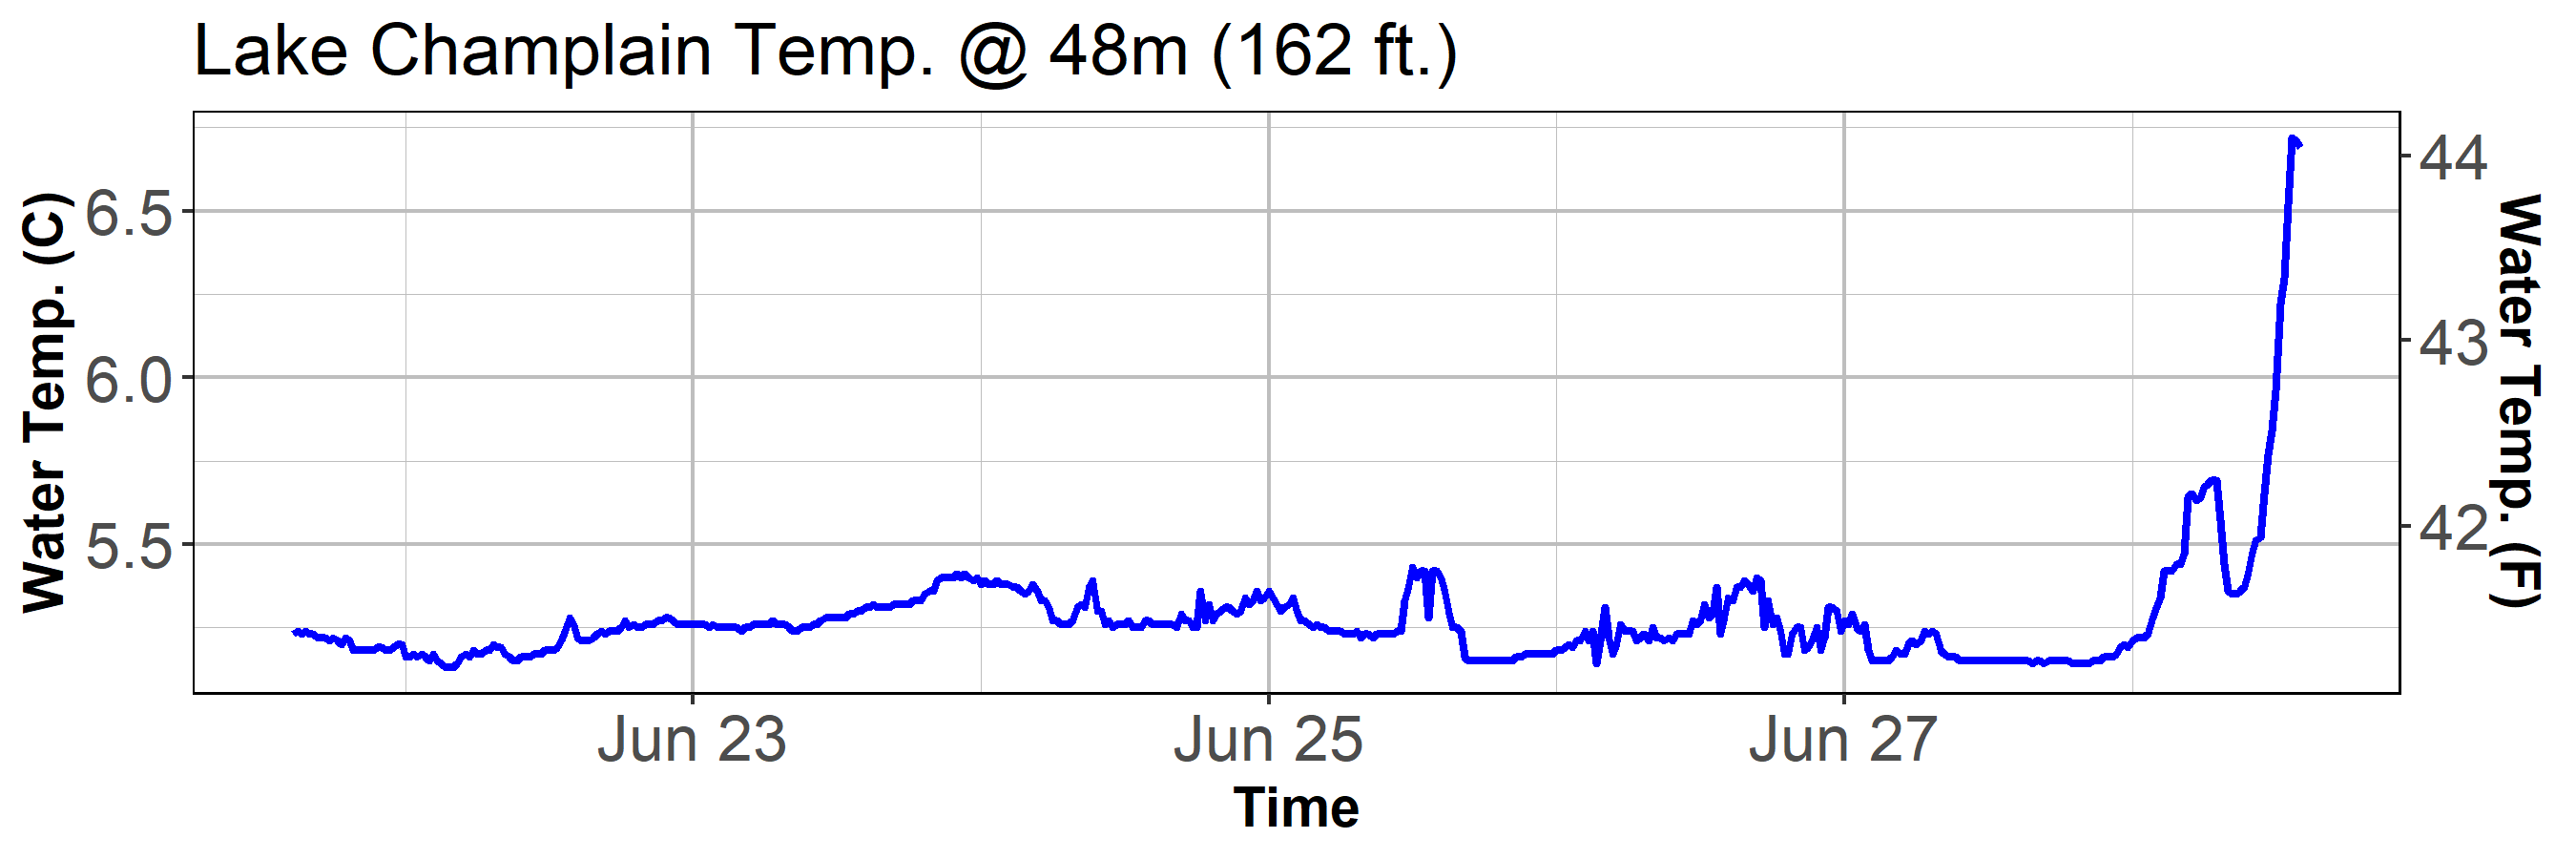 Lake Champlain Temp. @ 48m (162 ft.)
Water Temp. (C)
6.5
6.0
5.5
44
43
42
Water Temp. (F)
Jun 23
Jun 25
Jun 27
Time